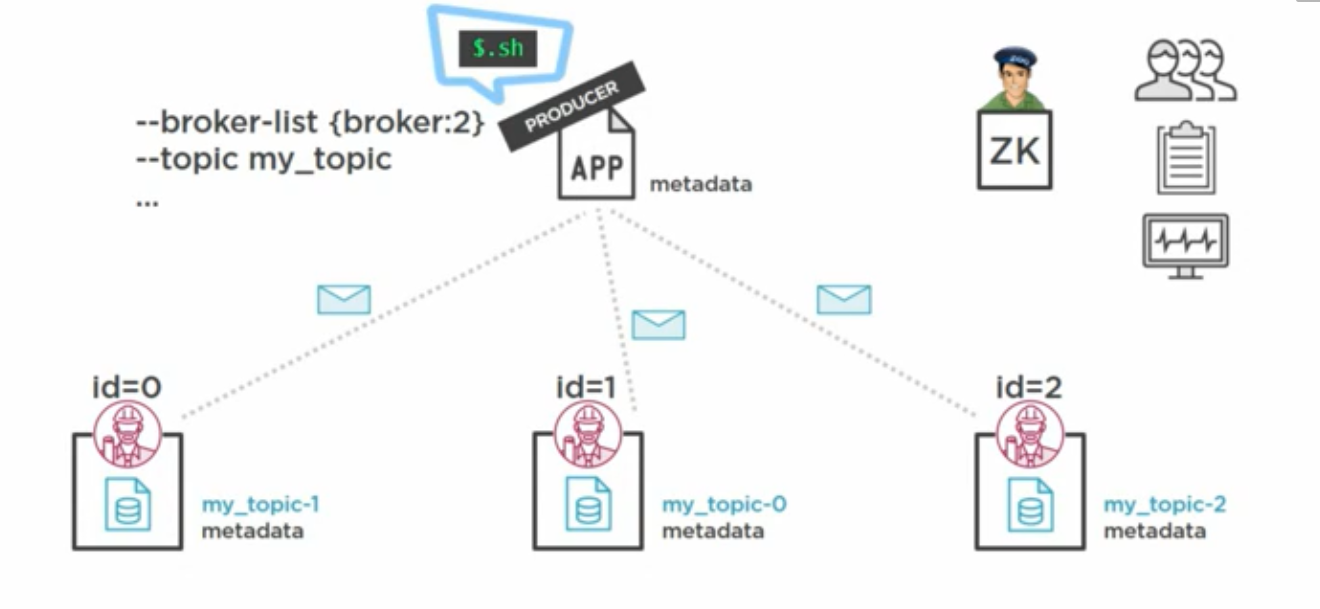 $.sh
PRODUCER
--broker-list {broker:2}
--topic my_topic
...
APP
metadata
ZK
id=0
id=1
id=2
my_topic-1
metadata
my_topic-0
metadata
my_topic-2
metadata